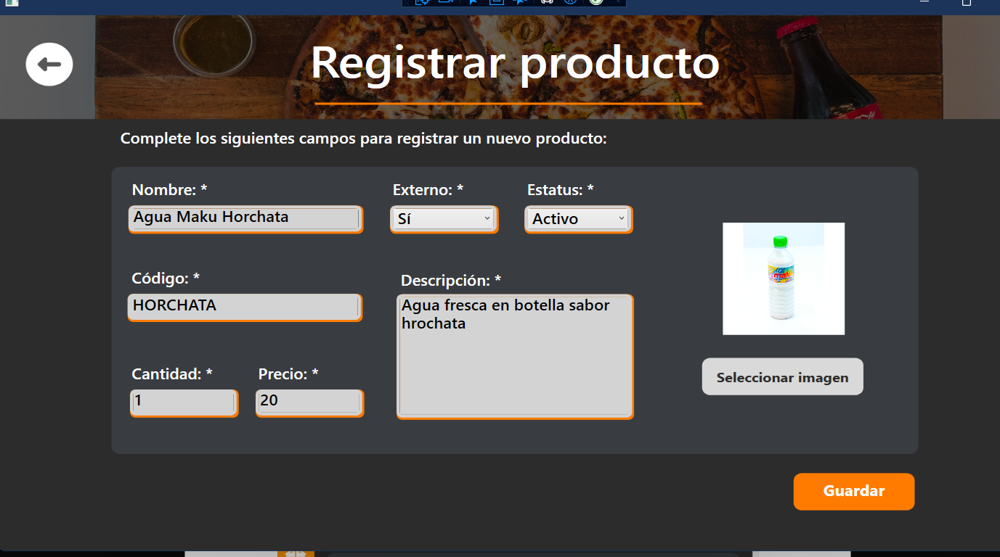 Registrar producto
Complete los siguientes campos para registrar un nuevo producto:
Nombre: *
Externo: *
Estatus: *
Agua Maku Horchata
Sí
Activo
Código: *
Descripción: *
HORCHATA
Agua fresca en botella sabor
hrochata
Cantidad: *
Precio: *
1
20
Seleccionar imagen
Guardar